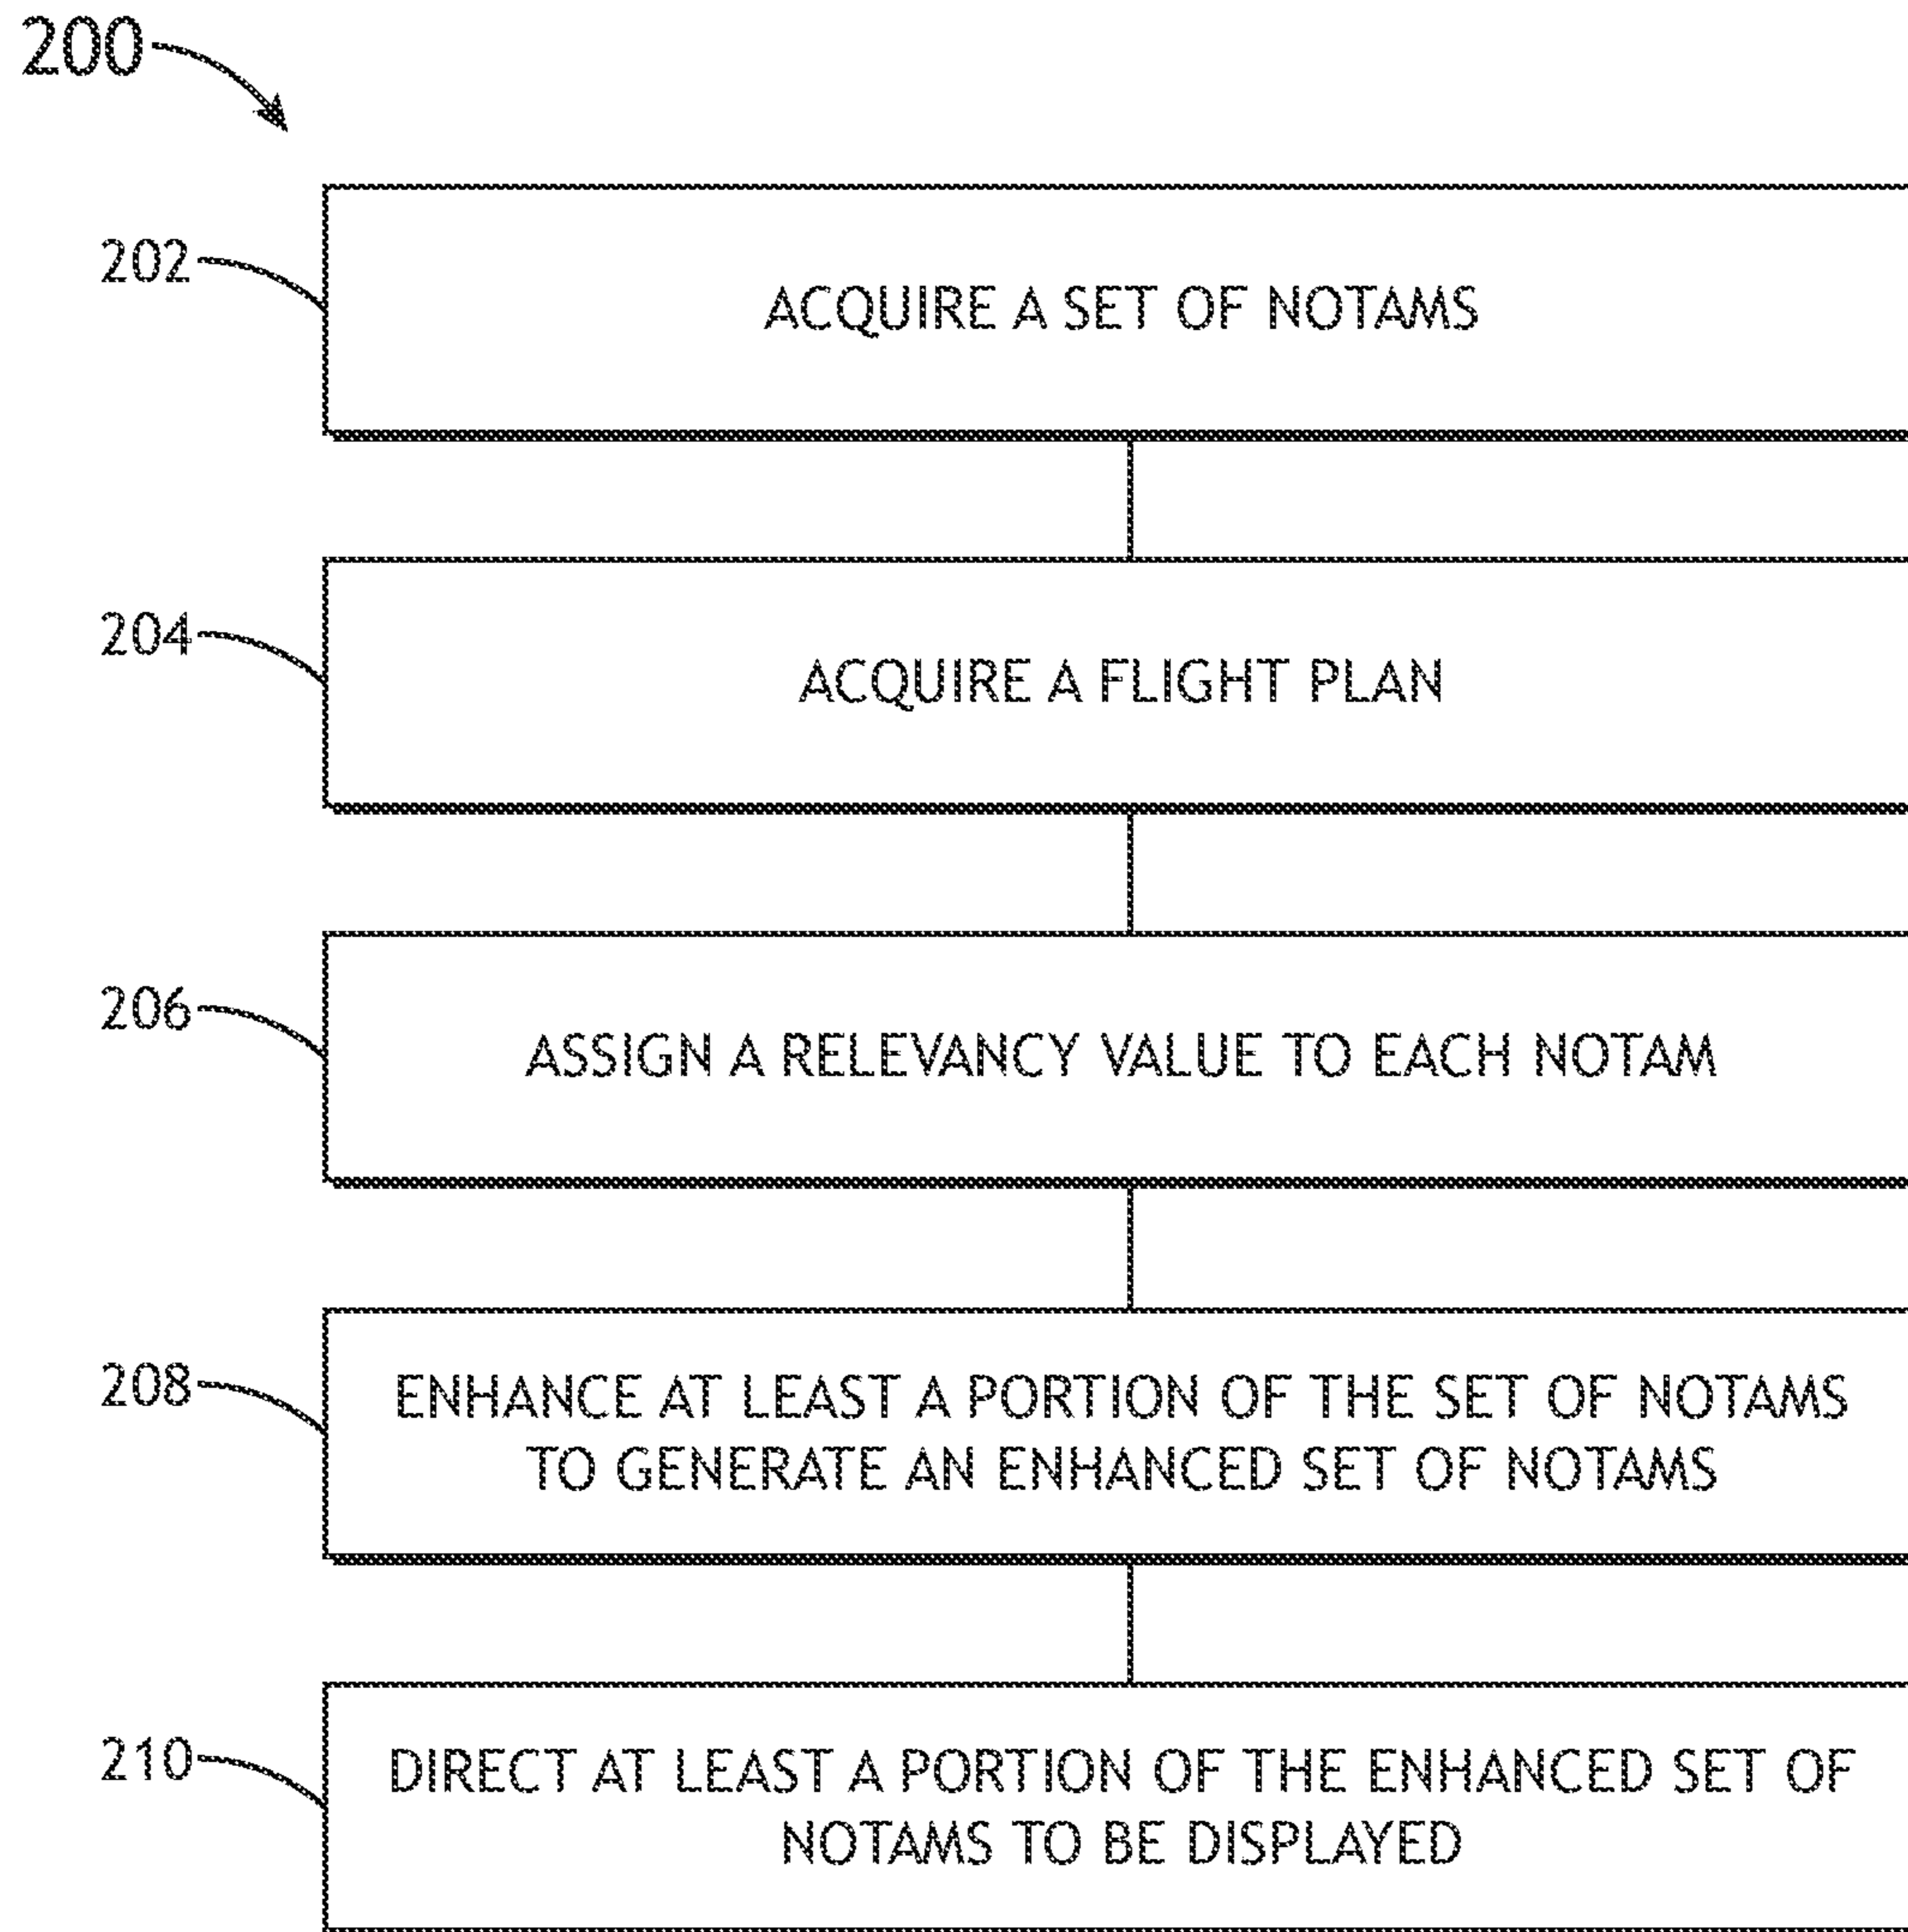 200
202
ACQUIRE A SET OF NOTAMS
204
ACQUIRE A FLIGHT PLAN
206
ASSIGN A RELEVANCY VALUE TO EACH NOTAM
208
ENHANCE AT LEAST A PORTION OF THE SET OF NOTAMS
TO GENERATE AN ENHANCED SET OF NOTAMS
210
DIRECT AT LEAST A PORTION OF THE ENHANCED SET OF
NOTAMS TO BE DISPLAYED